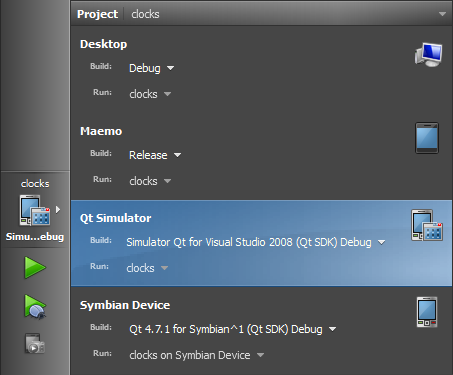 Project clocks
Desktop
Build: Debug
Run: clocks
Maemo
Build: Release
Run: clocks
clocks
Simu...ebug
Qt Simulator
Build: Simulator Qt for Visual Studio 2008 (Qt SDK) Debug
Run: clocks
Symbian Device
Build: Qt 4.7.1 for Symbian^1 (Qt SDK) Debug
Run: clocks on Symbian Device